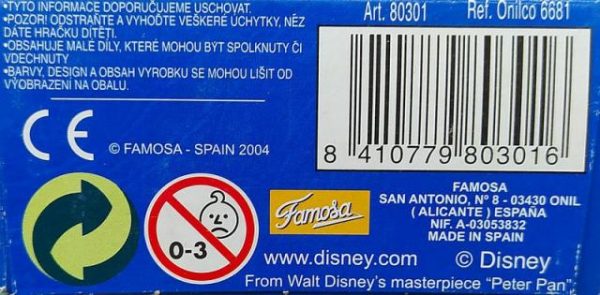 •TYTO INFORMACE DOPORUČUJEME USCHOVAT.
•POZOR! ODSTRAŇTE A VYHOĎTE VEŠKERÉ ÚCHYTKY, NĚZ
DÁTE HRAČKU DÍTĚTI.
•OBSAHUJE MALÉ DÍLY, KTERÉ MOHOU BÝT SPOLKNUTY ČI
VDECHNUTY
•BARVY, DESIGN A OBSAH VÝROBKU SE MOHOU LIŠIT OD
VYOBRAZENÍ NA OBALU.
Art. 80301 Ref. Onilco 6681
8 410779 803016
CE
© FAMOSA - SPAIN 2004
0-3
Famosa
FAMOSA
SAN ANTONIO, Nº 8 - 03430 ONIL
( ALICANTE ) ESPAÑA
NIF. A-03053832
MADE IN SPAIN
www.disney.com © Disney
From Walt Disney's masterpiece "Peter Pan"